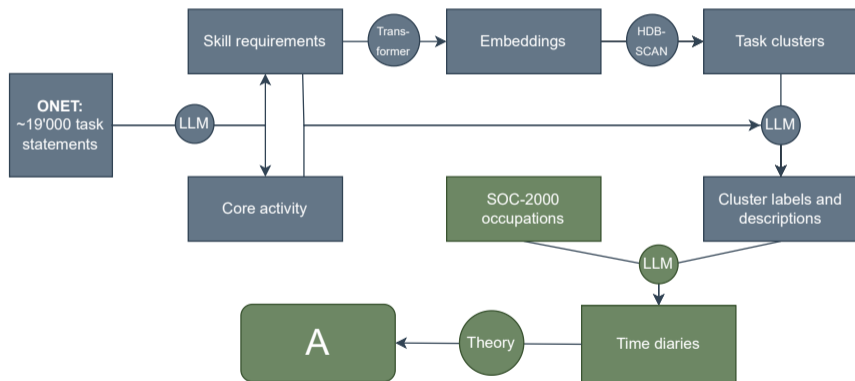 Skill requirements
Trans-
former
Embeddings
HDB-
SCAN
Task clusters
ONET:
~19'000 task
statements
LLM
LLM
Core activity
SOC-2000
occupations
Cluster labels and
descriptions
LLM
A
Theory
Time diaries